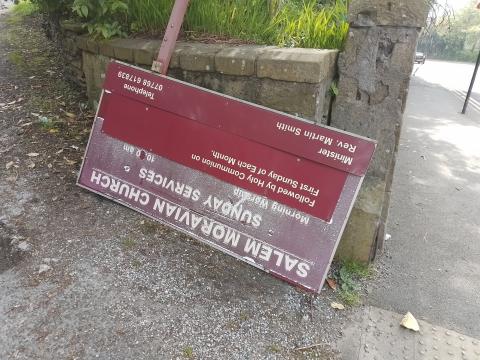 SALEM MORAVIAN CHURCH
SUNDAY SERVICES
Morning Worship
Followed by Holy Communion on
First Sunday of Each Month.
Minister
Rev. Martin Smith
Telephone
07768 617839